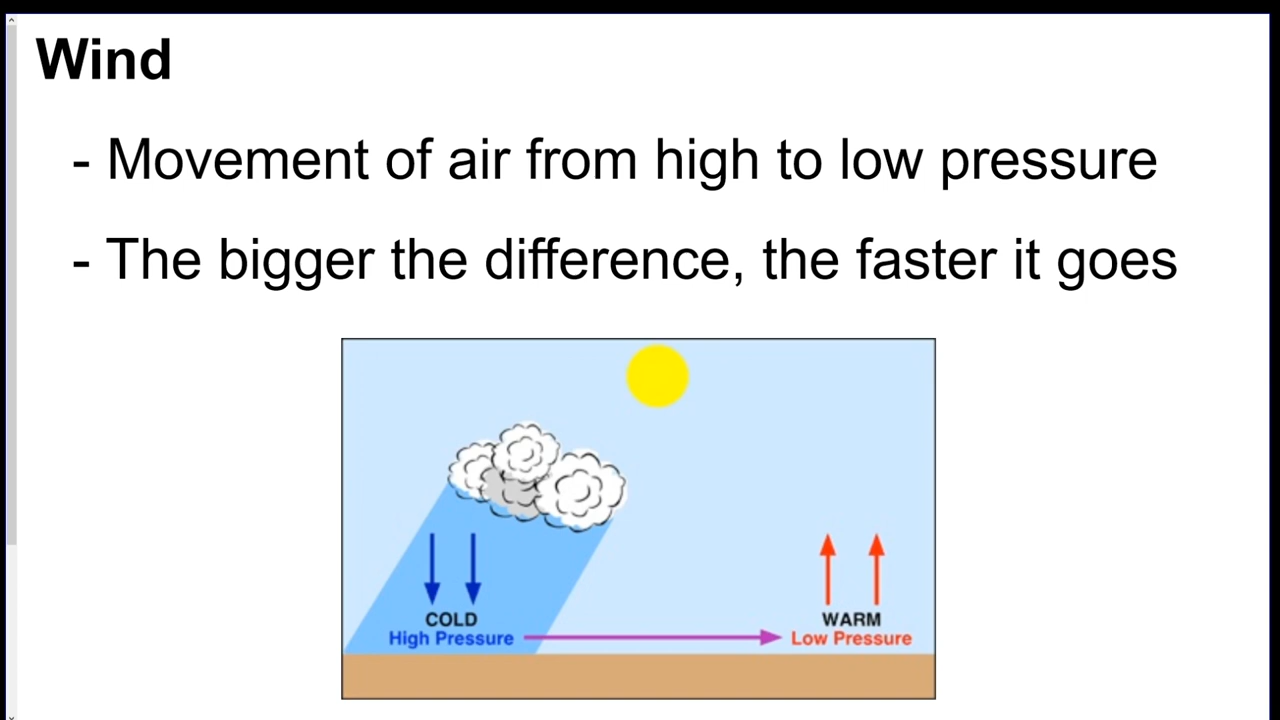 Wind
- Movement of air from high to low pressure
- The bigger the difference, the faster it goes
COLD
High Pressure
WARM
Low Pressure